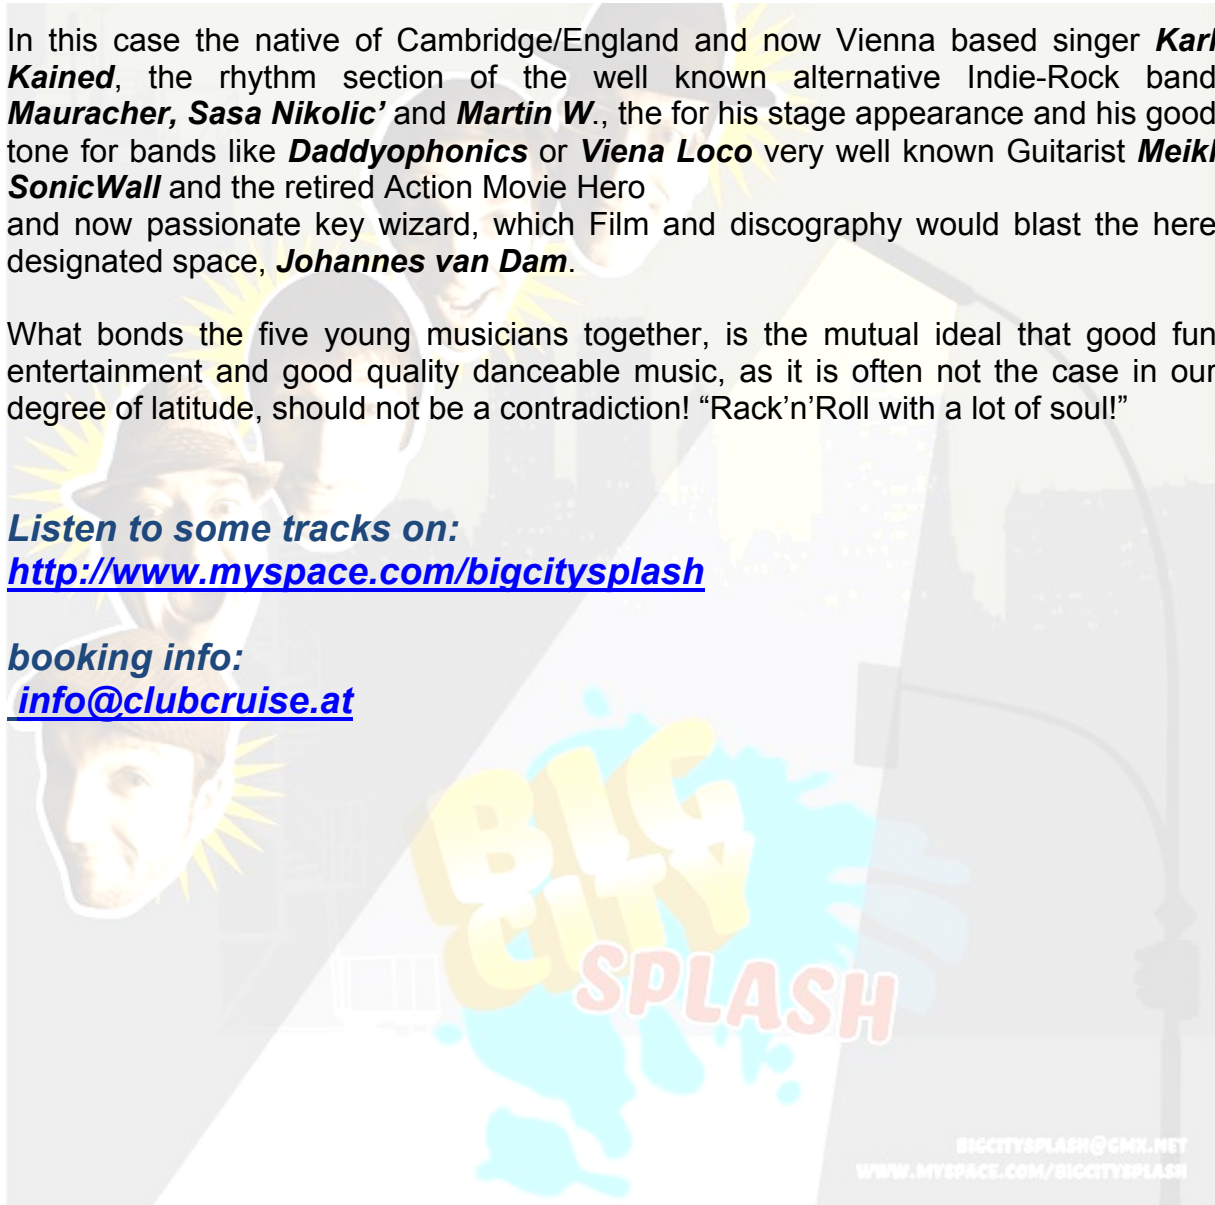 In this case the native of Cambridge/England and now Vienna based singer Karl
Kained, the rhythm section of the well known alternative Indie-Rock band
Mauracher, Sasa Nikolic’ and Martin W., the for his stage appearance and his good
tone for bands like Daddyophonics or Viena Loco very well known Guitarist Meikl
SonicWall and the retired Action Movie Hero
and now passionate key wizard, which Film and discography would blast the here
designated space, Johannes van Dam.
What bonds the five young musicians together, is the mutual ideal that good fun
entertainment and good quality danceable music, as it is often not the case in our
degree of latitude, should not be a contradiction! “Rack’n’Roll with a lot of soul!”
Listen to some tracks on:
http://www.myspace.com/bigcitysplash
booking info:
info@clubcruise.at
BIG
CITY
SPLASH
BIGCITYSPLASH@GMX.NET
WWW.MYSPACE.COM/BIGCITYSPLASH